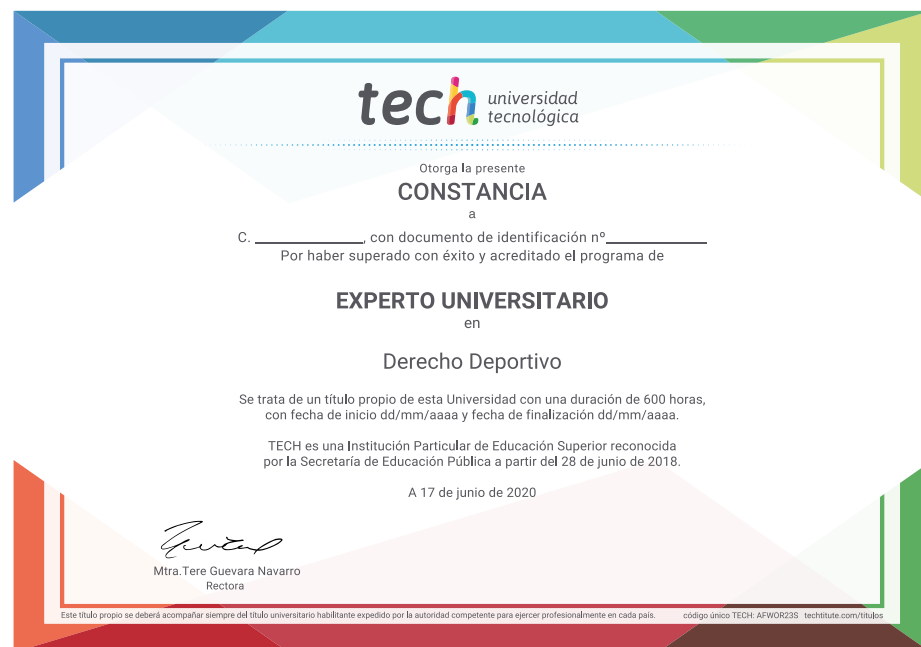 tech universidad
tecnológica
Otorga la presente
CONSTANCIA
a
C. ____________, con documento de identificación nº____________
Por haber superado con éxito y acreditado el programa de
EXPERTO UNIVERSITARIO
en
Derecho Deportivo
Se trata de un título propio de esta Universidad con una duración de 600 horas,
con fecha de inicio dd/mm/aaaa y fecha de finalización dd/mm/aaaa.
TECH es una Institución Particular de Educación Superior reconocida
por la Secretaría de Educación Pública a partir del 28 de junio de 2018.
A 17 de junio de 2020
Mtra.Tere Guevara Navarro
Rectora
Este título propio se deberá acompañar siempre del título universitario habilitante expedido por la autoridad competente para ejercer profesionalmente en cada país. código único TECH: AFWOR23S techtitute.com/titulos